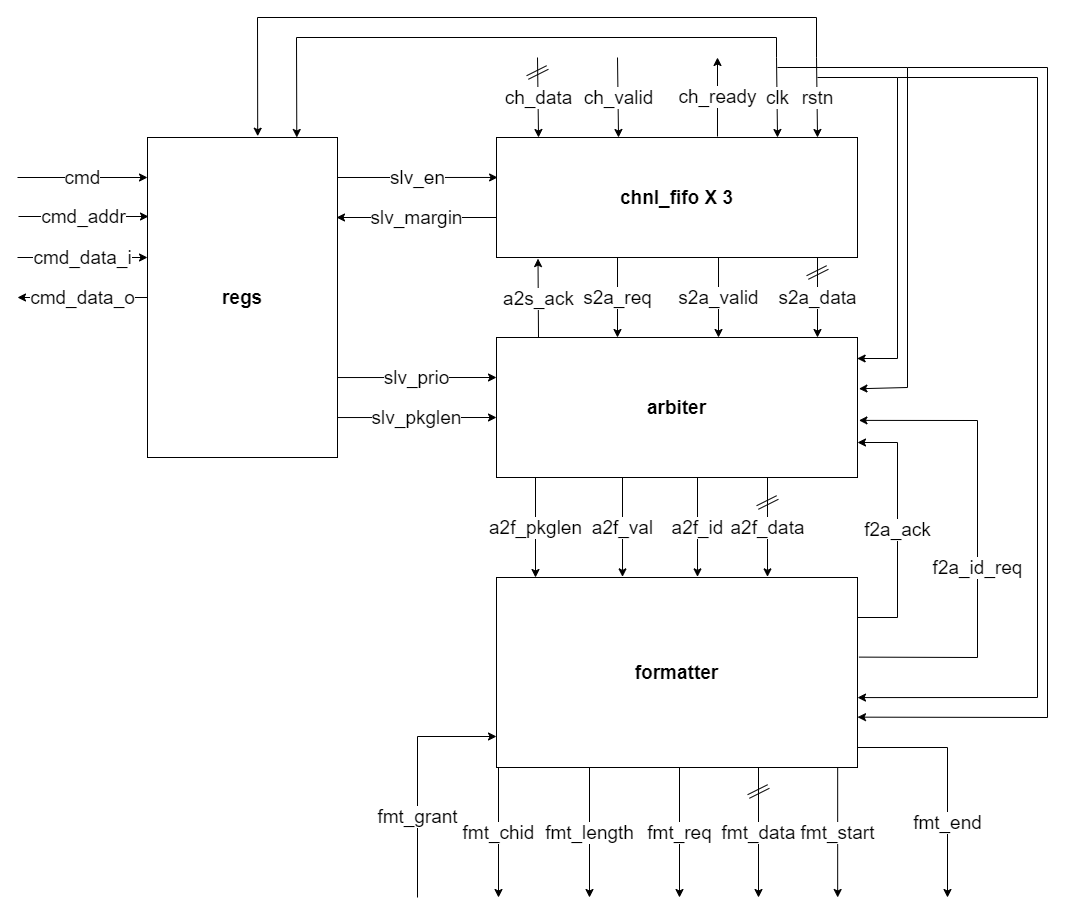 ch_data ch_valid ch_ready clk rstn
cmd slv_en
chnl_fifo X 3
cmd_addr slv_margin
cmd_data_i
cmd_data_o regs a2s_ack s2a_req s2a_valid s2a_data
slv_prio
arbiter
slv_pkglen
a2f_pkglen a2f_val a2f_id a2f_data f2a_ack
f2a_id_req
formatter
fmt_grant
fmt_chid fmt_length fmt_req fmt_data fmt_start fmt_end